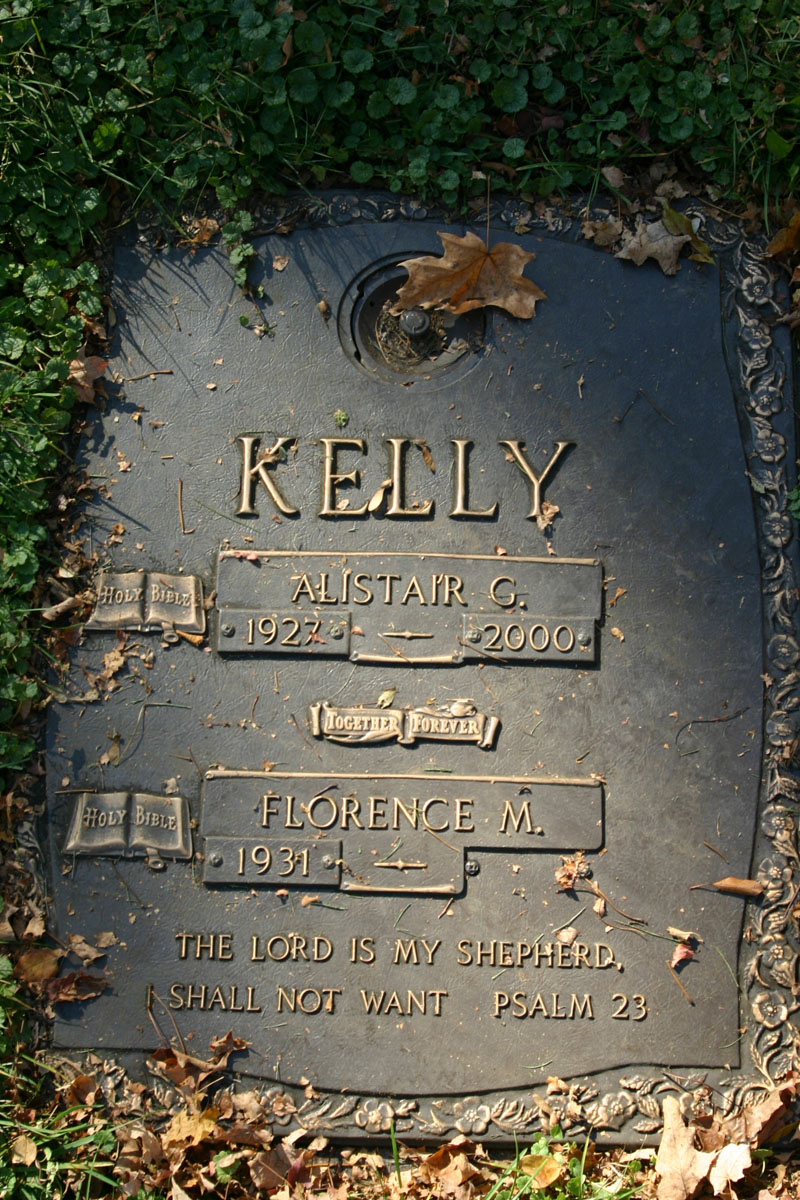 KELLY
ALISTAIR G.
HOLY BIBLE
1927 2000
TOGETHER FOREVER
FLORENCE M.
HOLY BIBLE
1931
THE LORD IS MY SHEPHERD,
I SHALL NOT WANT PSALM 23